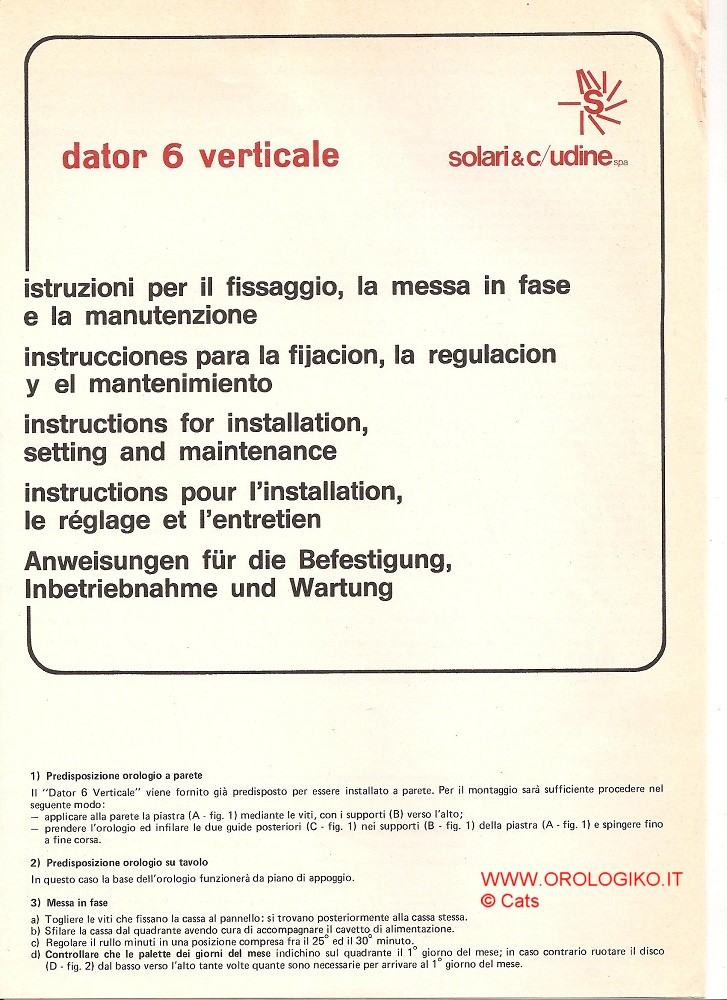 S
dator 6 verticale
solari&c/udine spa
istruzioni per il fissaggio, la messa in fase
e la manutenzione
instrucciones para la fijacion, la regulacion
y el mantenimiento
instructions for installation,
setting and maintenance
instructions pour l'installation,
le réglage et l'entretien
Anweisungen für die Befestigung,
Inbetriebnahme und Wartung
1) Predisposizione orologio a parete
Il "Dator 6 Verticale" viene fornito già predisposto per essere installato a parete. Per il montaggio sarà sufficiente procedere nel
seguente modo:
— applicare alla parete la piastra (A - fig. 1) mediante le viti, con i supporti (B) verso l'alto;
— prendere l'orologio ed infilare le due guide posteriori (C - fig. 1) nei supporti (B - fig. 1) della piastra (A - fig. 1) e spingere fino
a fine corsa.
2) Predisposizione orologio su tavolo
In questo caso la base dell'orologio funzionerà da piano di appoggio.
WWW.OROLOGIKO.IT
© Cats
3) Messa in fase
a) Togliere le viti che fissano la cassa al pannello: si trovano posteriormente alla cassa stessa.
b) Sfilare la cassa dal quadrante avendo cura di accompagnare il cavetto di alimentazione.
c) Regolare il rullo minuti in una posizione compresa fra il 25° ed il 30° minuto.
d) Controllare che le palette dei giorni del mese indichino sul quadrante il 1° giorno del mese; in caso contrario ruotare il disco
(D - fig. 2) dal basso verso l'alto tante volte quante sono necessarie per arrivare al 1° giorno del mese.